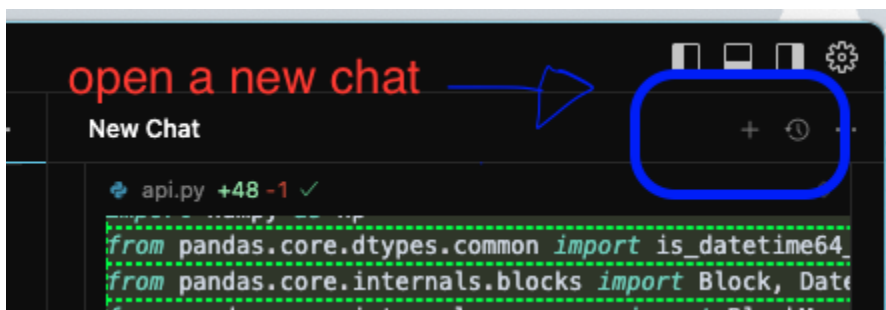 open a new chat
New Chat
api.py +48 -1
from pandas.core.dtypes.common import is_datetime64_
from pandas.core.internals.blocks import Block, Date